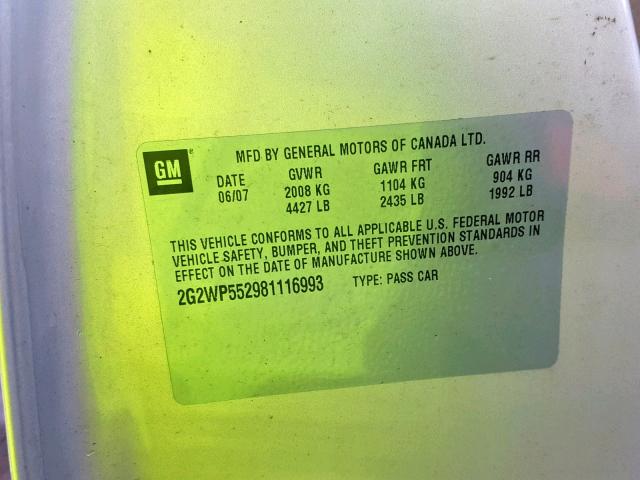 GM
MFD BY GENERAL MOTORS OF CANADA LTD.
DATE GVWR GAWR FRT GAWR RR
06/07 2008 KG 1104 KG 904 KG
4427 LB 2435 LB 1992 LB
THIS VEHICLE CONFORMS TO ALL APPLICABLE U.S. FEDERAL MOTOR
VEHICLE SAFETY, BUMPER, AND THEFT PREVENTION STANDARDS IN
EFFECT ON THE DATE OF MANUFACTURE SHOWN ABOVE.
2G2WP552981116993 TYPE: PASS CAR